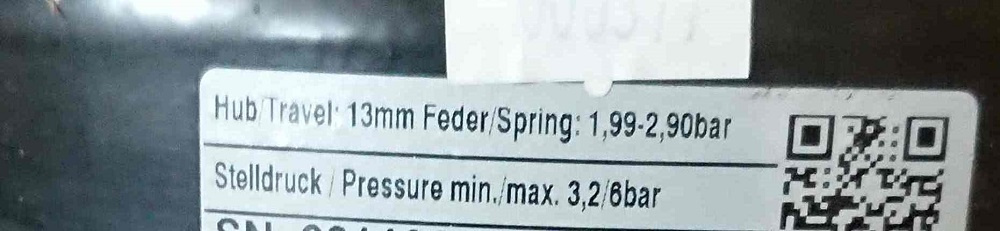 Hub/Travel: 13mm Feder/Spring: 1,99-2,90bar
Stelldruck / Pressure min./max. 3,2/6bar